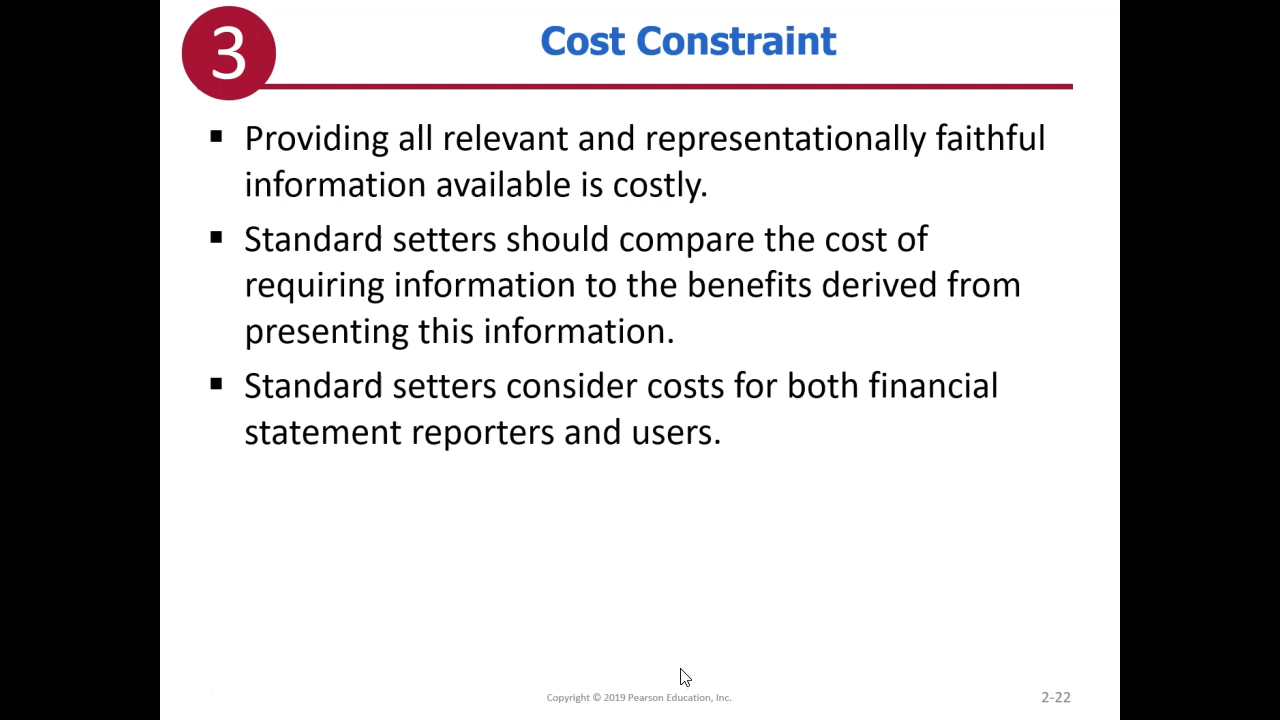 3
Cost Constraint
▪ Providing all relevant and representationally faithful
information available is costly.
▪ Standard setters should compare the cost of
requiring information to the benefits derived from
presenting this information.
▪ Standard setters consider costs for both financial
statement reporters and users.
Copyright © 2019 Pearson Education, Inc.
2-22